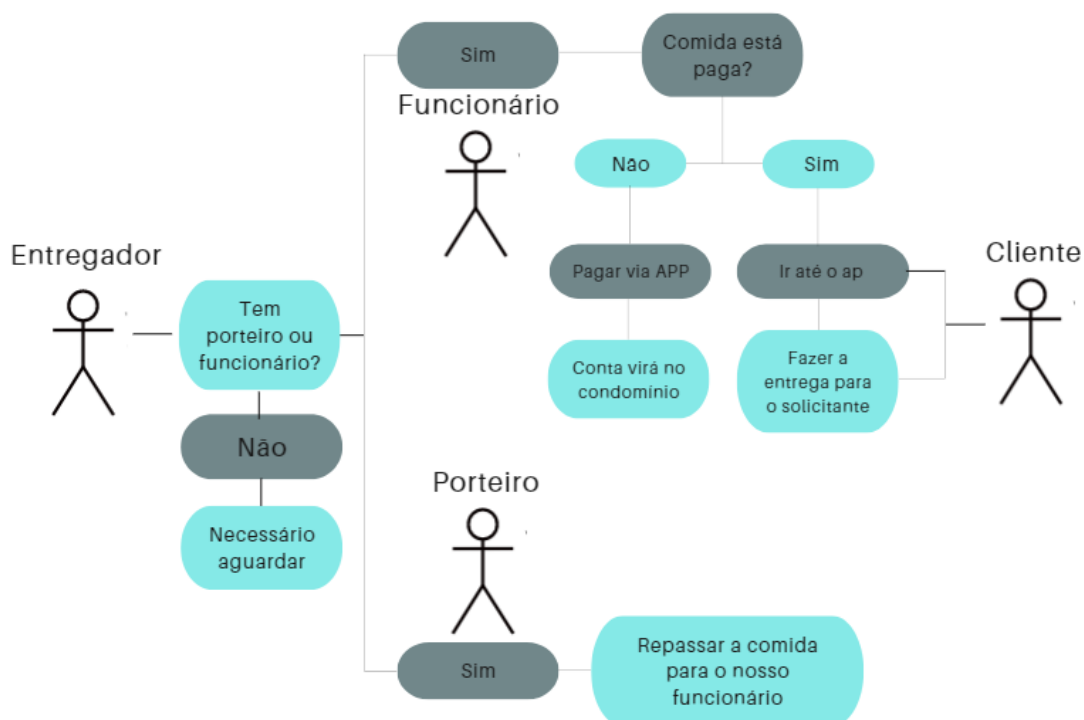 Sim
Comida está
paga?
Funcionário
Não
Sim
Entregador
Cliente
Tem
porteiro ou
funcionário?
Pagar via APP
Ir até o ap
Conta virá no
condomínio
Fazer a
entrega para
o solicitante
Não
Necessário
aguardar
Porteiro
Sim
Repassar a comida
para o nosso
funcionário